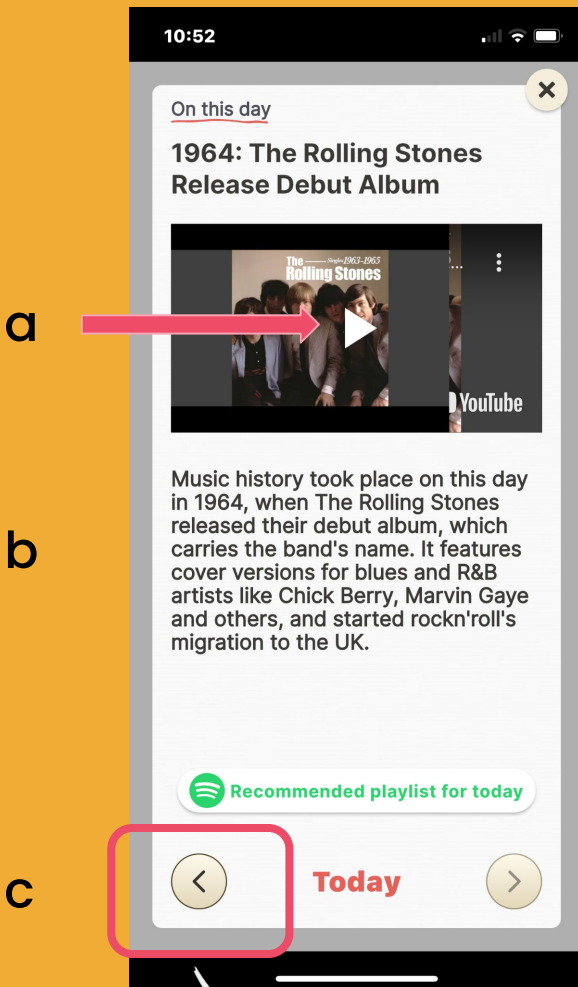 10:52
On this day
1964: The Rolling Stones
Release Debut Album
The Singles 1963-1965
Rolling Stones
...
a
YouTube
Music history took place on this day
in 1964, when The Rolling Stones
released their debut album, which
carries the band's name. It features
b
cover versions for blues and R&B
artists like Chick Berry, Marvin Gaye
and others, and started rockn'roll's
migration to the UK.
Recommended playlist for today
c
Today